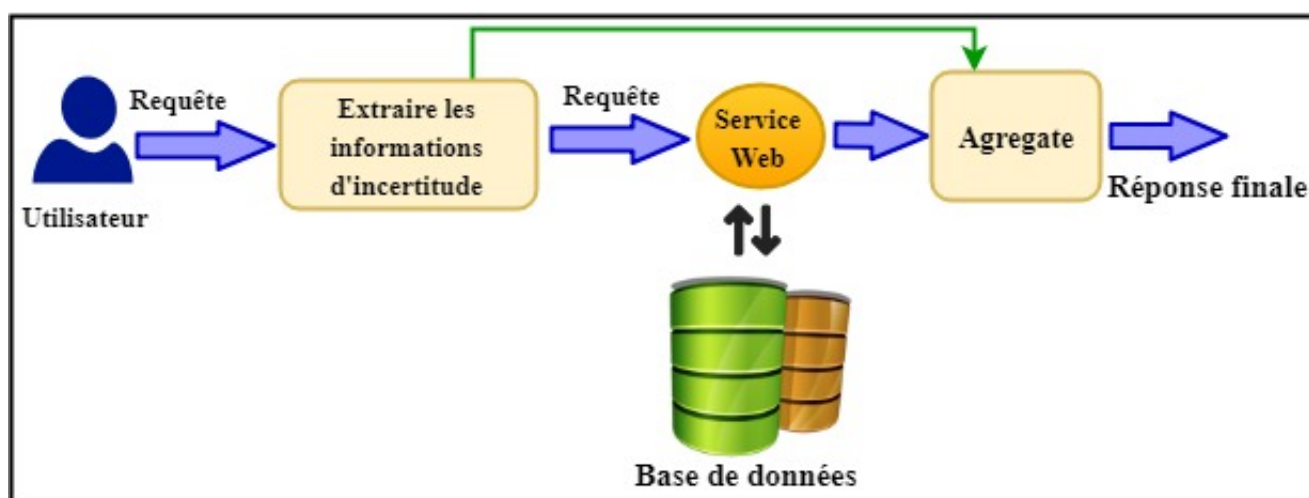 Requête
Utilisateur
Extraire les
informations
d'incertitude
Requête
Service
Web
Agregate
Réponse finale
Base de données